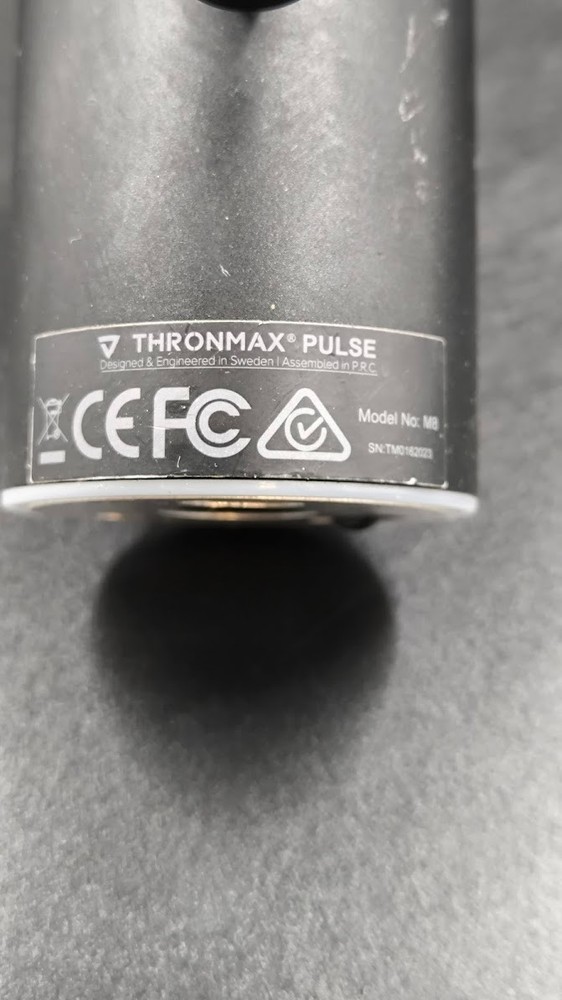 THRONMAX® PULSE
Designed & Engineered in Sweden | Assembled in P.R.C.
CE FC
Model No: M8
SN:TM0162023